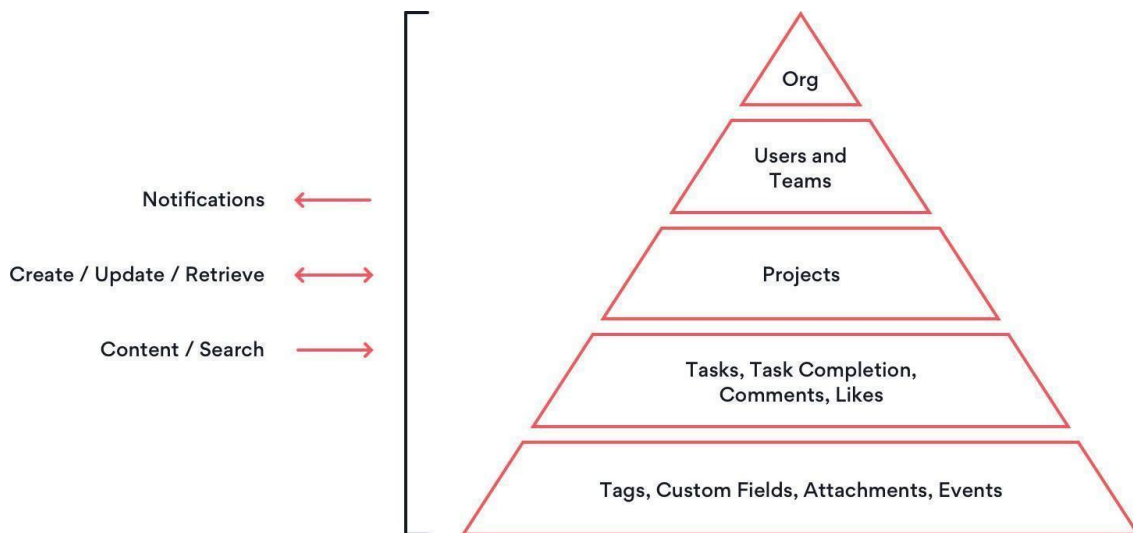 Org
Users and
Teams
Notifications
Create / Update / Retrieve
Projects
Content / Search
Tasks, Task Completion,
Comments, Likes
Tags, Custom Fields, Attachments, Events